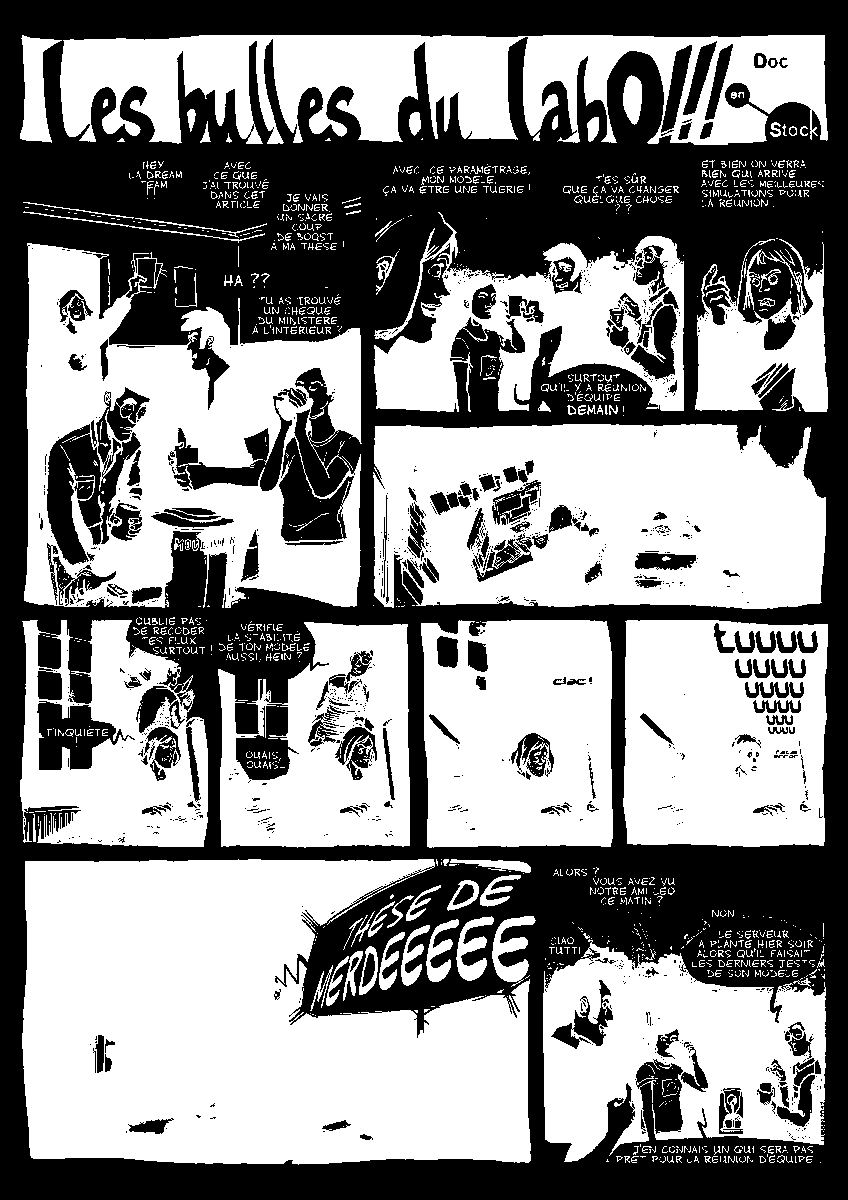 Les bulles du labO!!!
Doc
en
Stock
HEY
LA DREAM
TEAM
!!
AVEC
CE QUE
J'AI TROUVÉ
DANS CET
ARTICLE
JE VAIS
DONNER
UN SACRÉ
COUP
DE BOOST
À MA THÈSE !
HA ??
TU AS TROUVÉ
UN CHÈQUE
DU MINISTÈRE
À L'INTÉRIEUR ?
AVEC CE PARAMÉTRAGE,
MON MODÈLE,
ÇA VA ÊTRE UNE TUERIE !
T'ES SÛR
QUE ÇA VA CHANGER
QUELQUE CHOSE
??
SURTOUT
QU'IL Y A RÉUNION
D'ÉQUIPE
DEMAIN !
ET BIEN ON VERRA
BIEN QUI ARRIVE
AVEC LES MEILLEURES
SIMULATIONS POUR
LA RÉUNION
OUBLIE PAS
DE RECODER
TES FLUX
SURTOUT !
T'INQUIÈTE
VÉRIFIE
LA STABILITÉ
DE TON MODÈLE
AUSSI, HEIN ?
OUAIS,
OUAIS...
clac!
tUUUU
UUUU
UUUU
UUUU
UUUU
UUU
UUU
fatal
error
THÈSE DE
MERDEEEEEE
ALORS ?
VOUS AVEZ VU
NOTRE AMI LÉO
CE MATIN ?
CIAO
TUTTI
NON...
LE SERVEUR
A PLANTÉ HIER SOIR
ALORS QU'IL FAISAIT
LES DERNIERS TESTS
DE SON MODÈLE...
J'EN CONNAIS UN QUI SERA PAS
PRÊT POUR LA RÉUNION D'ÉQUIPE...